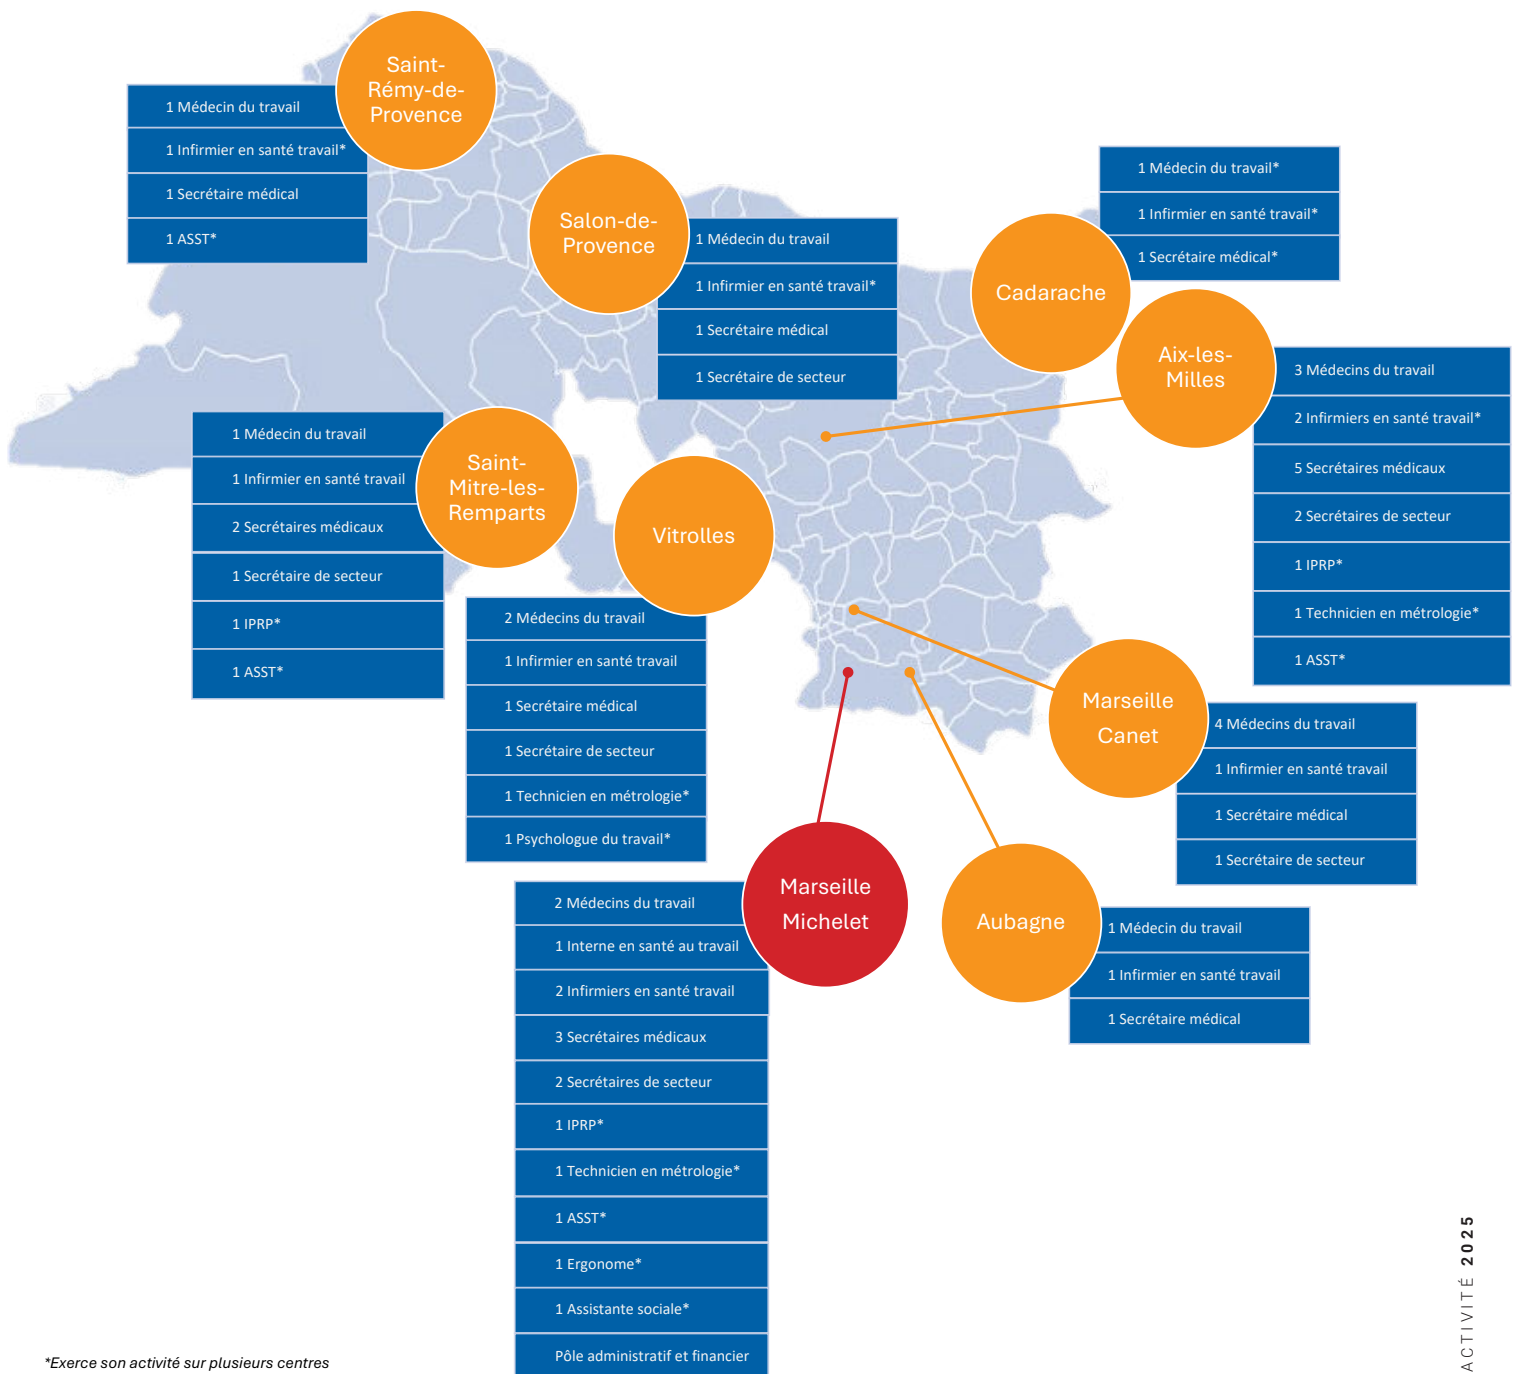 Saint-
Rémy-de-
Provence
1 Médecin du travail
1 Infirmier en santé travail*
1 Secrétaire médical
1 ASST*
Salon-de-
Provence
1 Médecin du travail
1 Infirmier en santé travail*
1 Secrétaire médical
1 Secrétaire de secteur
Cadarache
1 Médecin du travail*
1 Infirmier en santé travail*
1 Secrétaire médical*
Aix-les-
Milles
3 Médecins du travail
2 Infirmiers en santé travail*
5 Secrétaires médicaux
2 Secrétaires de secteur
1 IPRP*
1 Technicien en métrologie*
1 ASST*
Saint-
Mitre-les-
Remparts
1 Médecin du travail
1 Infirmier en santé travail
2 Secrétaires médicaux
1 Secrétaire de secteur
1 IPRP*
1 ASST*
Vitrolles
2 Médecins du travail
1 Infirmier en santé travail
1 Secrétaire médical
1 Secrétaire de secteur
1 Technicien en métrologie*
1 Psychologue du travail*
Marseille
Canet
4 Médecins du travail
1 Infirmier en santé travail
1 Secrétaire médical
1 Secrétaire de secteur
Marseille
Michelet
2 Médecins du travail
1 Interne en santé au travail
2 Infirmiers en santé travail
3 Secrétaires médicaux
2 Secrétaires de secteur
1 IPRP*
1 Technicien en métrologie*
1 ASST*
1 Ergonome*
1 Assistante sociale*
Pôle administratif et financier
Aubagne
1 Médecin du travail
1 Infirmier en santé travail
1 Secrétaire médical
*Exerce son activité sur plusieurs centres
ACTIVITÉ 2025